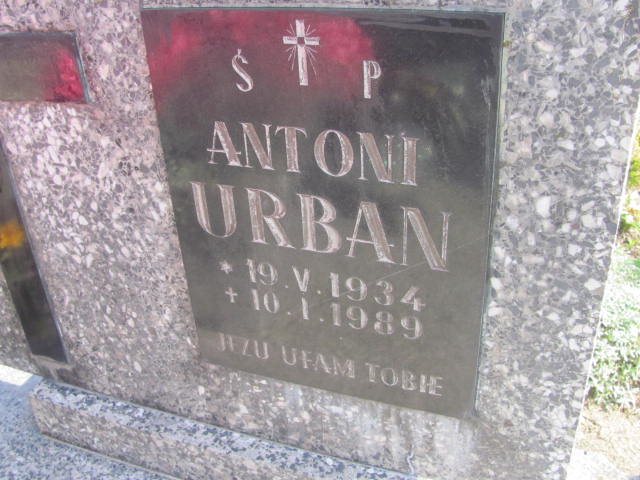 Ś P
ANTONI
URBAN
* 19.V.1934
+ 10.I.1989
JEZU UFAM TOBIE